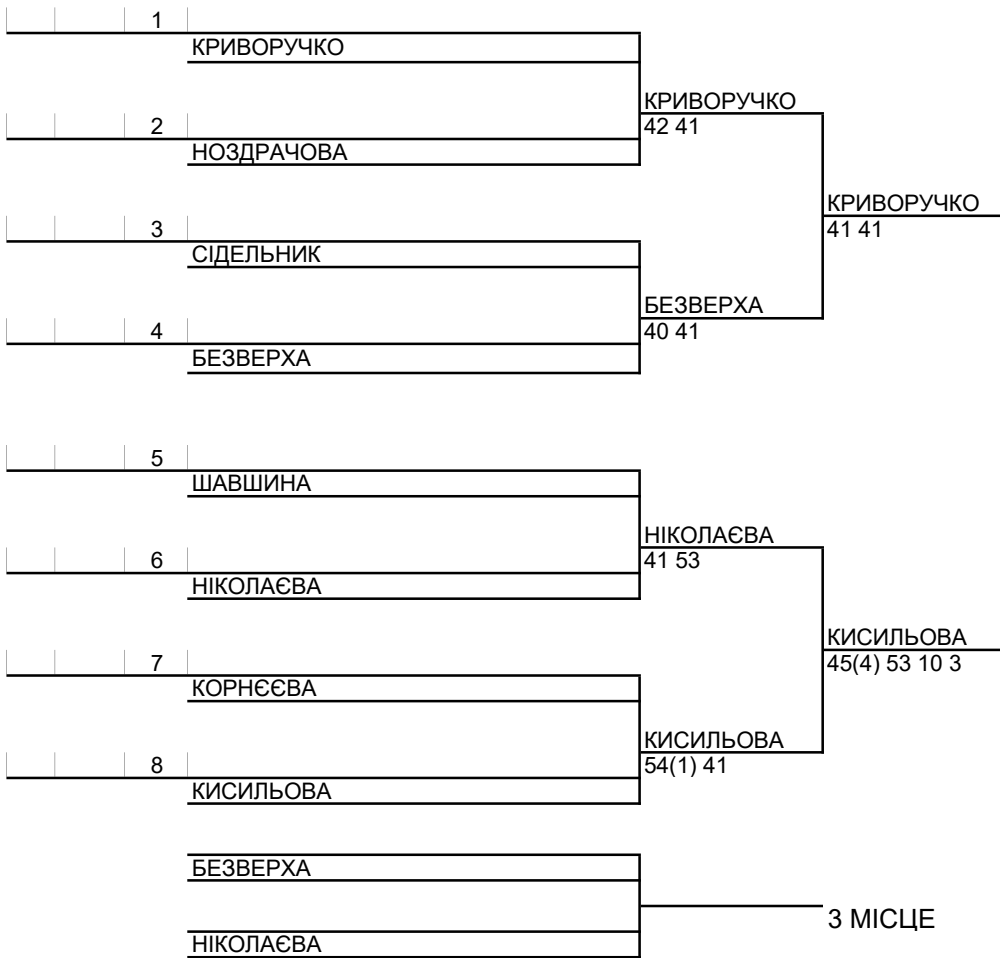 1
КРИВОРУЧКО
КРИВОРУЧКО
42 41
2
НОЗДРАЧОВА
КРИВОРУЧКО
41 41
3
СІДЕЛЬНИК
БЕЗВЕРХА
40 41
4
БЕЗВЕРХА
5
ШАВШИНА
НІКОЛАЄВА
41 53
6
НІКОЛАЄВА
КИСИЛЬОВА
45(4) 53 10 3
7
КОРНЄЄВА
КИСИЛЬОВА
54(1) 41
8
КИСИЛЬОВА
БЕЗВЕРХА
3 МІСЦЕ
НІКОЛАЄВА